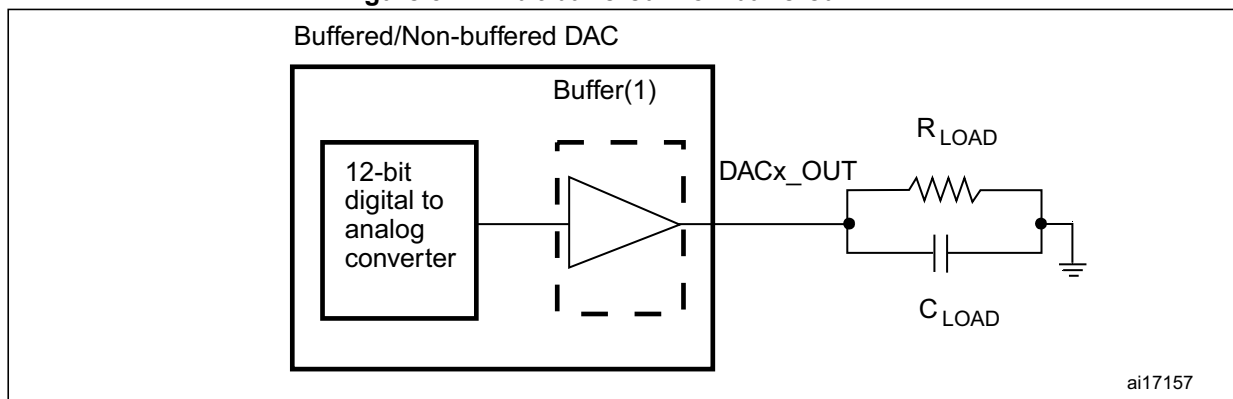 Buffered/Non-buffered DAC
Buffer(1)
12-bit
digital to
analog
converter
DACx_OUT
R LOAD
C LOAD
ai17157